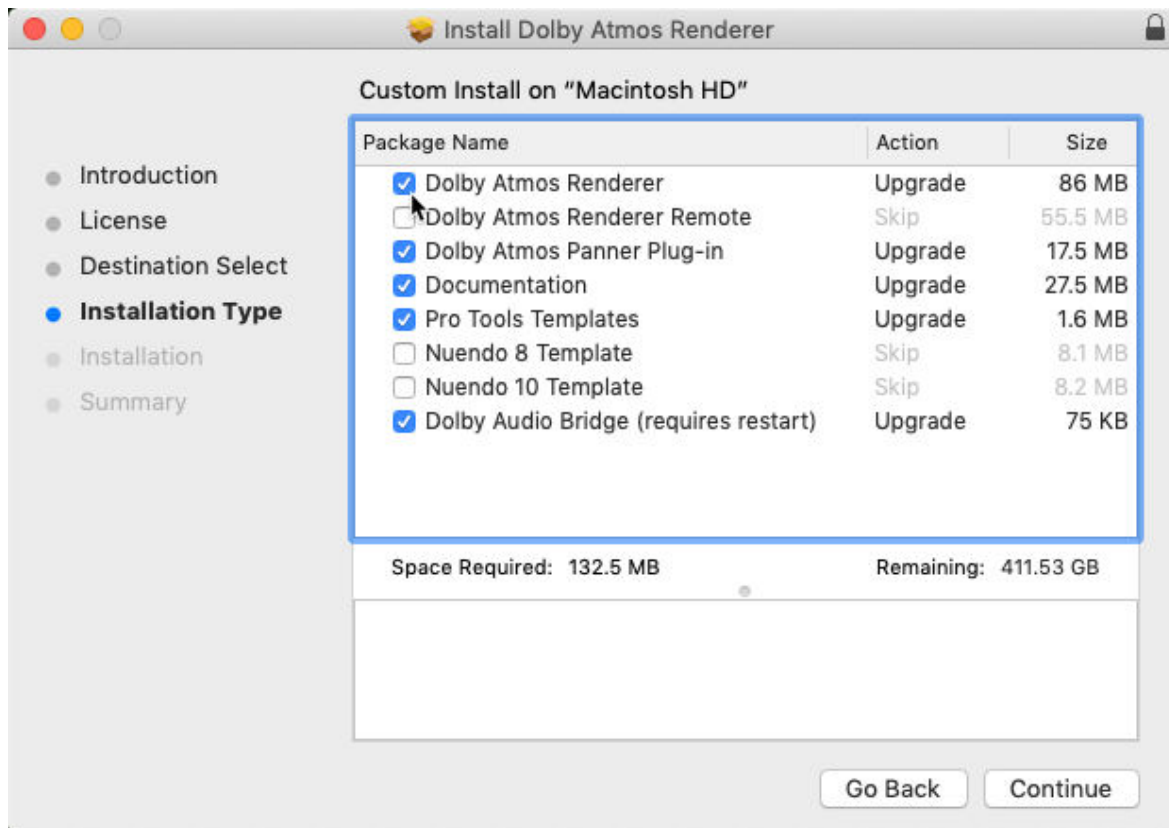 Install Dolby Atmos Renderer
Custom Install on “Macintosh HD”
Introduction
License
Destination Select
Installation Type
Installation
Summary
Package Name Action Size
Dolby Atmos Renderer Upgrade 86 MB
Dolby Atmos Renderer Remote Skip 55.5 MB
Dolby Atmos Panner Plug-in Upgrade 17.5 MB
Documentation Upgrade 27.5 MB
Pro Tools Templates Upgrade 1.6 MB
Nuendo 8 Template Skip 8.1 MB
Nuendo 10 Template Skip 8.2 MB
Dolby Audio Bridge (requires restart) Upgrade 75 KB
Space Required: 132.5 MB Remaining: 411.53 GB
Go Back Continue